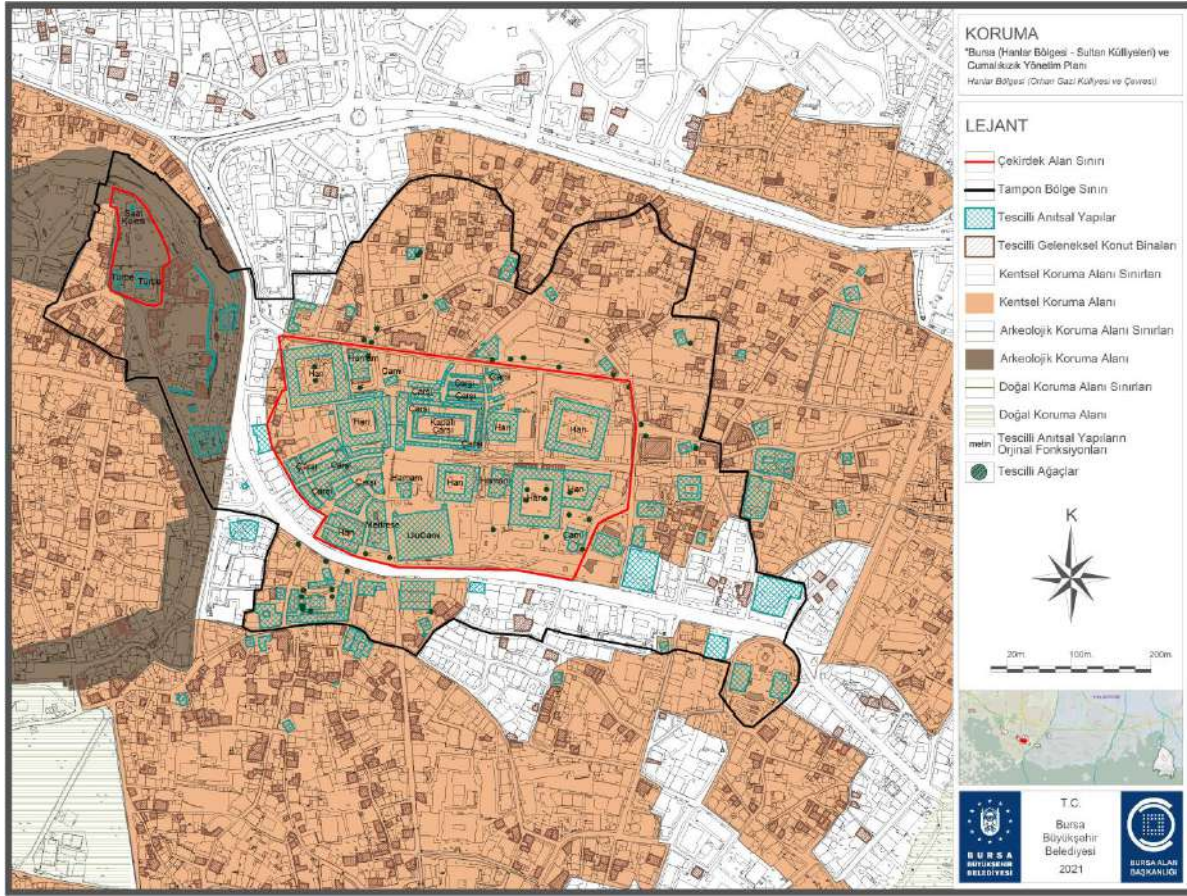 KORUMA
"Bursa (Hanlar Bölgesi - Sultan Külliyeleri) ve
Cumalıkızık Yönetim Planı
Hanlar Bölgesi (Orhan Gazi Külliyesi ve Çevresi)
LEJANT
Çekirdek Alan Sınırı
Tampon Bölge Sınırı
Tescilli Anıtsal Yapılar
Tescilli Geleneksel Konut Binaları
Kentsel Koruma Alanı Sınırları
Kentsel Koruma Alanı
Arkeolojik Koruma Alanı Sınırları
Arkeolojik Koruma Alanı
Doğal Koruma Alanı Sınırları
Doğal Koruma Alanı
metin
Tescilli Anıtsal Yapıların
Orjinal Fonksiyonları
Tescilli Ağaçlar
K
20m.
100m.
200m.
BURSA
BÜYÜKŞEHİR
BELEDİYESİ
T.C.
Bursa
Büyükşehir
Belediyesi
2021
BURSA ALAN
BAŞKANLIĞI
Saat
Kulesi
Türbe
Türbe
Han
Hamam
Cami
Çarşı
Çarşı
Cami
Çarşı
Han
Çarşı
Kapalı
Çarşı
Çarşı
Han
Han
Çarşı
Çarşı
Çarşı
Çarşı
Hamam
Han
Hamam
Han
Han
Han
Medrese
UluCami
Cami